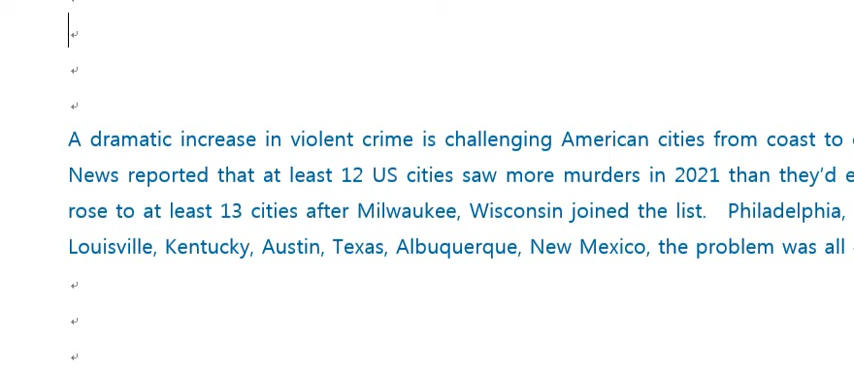 A dramatic increase in violent crime is challenging American cities from coast to
News reported that at least 12 US cities saw more murders in 2021 than they'd
rose to at least 13 cities after Milwaukee, Wisconsin joined the list. Philadelphia,
Louisville, Kentucky, Austin, Texas, Albuquerque, New Mexico, the problem was all